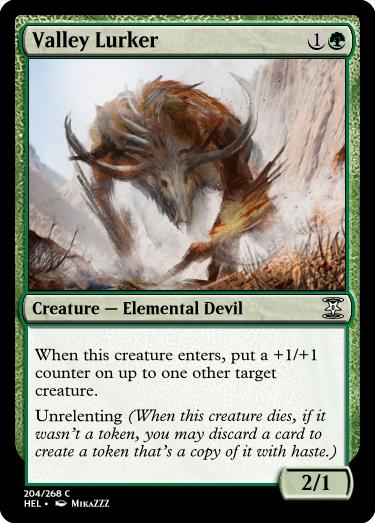 Valley Lurker 1
Creature — Elemental Devil
When this creature enters, put a +1/+1
counter on up to one other target
creature.
Unrelenting (When this creature dies, if it
wasn't a token, you may discard a card to
create a token that's a copy of it with haste.)
2/1
204/268 C
HEL • MikaZZZ